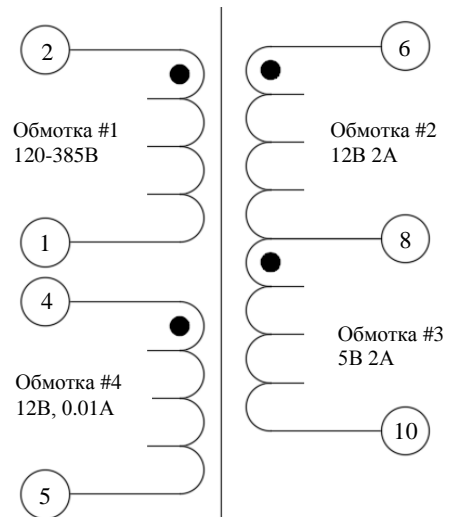 2
Обмотка #1
120-385В
1
4
Обмотка #4
12В, 0.01А
5
6
Обмотка #2
12В 2А
8
Обмотка #3
5В 2А
10